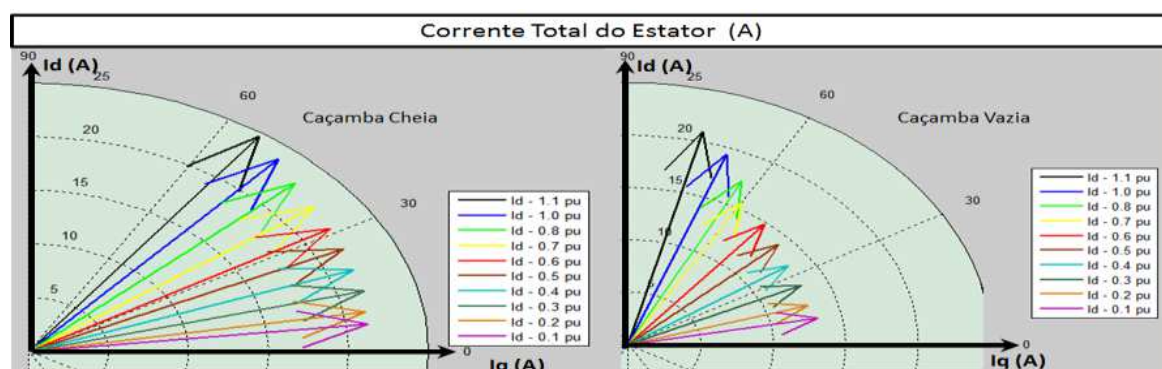 Corrente Total do Estator (A)
90
Id (A)
25
60
Caçamba Cheia
20
15
10
5
30
0
Iq (A)
Id - 1.1 pu
Id - 1.0 pu
Id - 0.8 pu
Id - 0.7 pu
Id - 0.6 pu
Id - 0.5 pu
Id - 0.4 pu
Id - 0.3 pu
Id - 0.2 pu
Id - 0.1 pu
90
Id (A)
25
60
Caçamba Vazia
20
15
10
5
30
0
Iq (A)
Id - 1.1 pu
Id - 1.0 pu
Id - 0.8 pu
Id - 0.7 pu
Id - 0.6 pu
Id - 0.5 pu
Id - 0.4 pu
Id - 0.3 pu
Id - 0.2 pu
Id - 0.1 pu